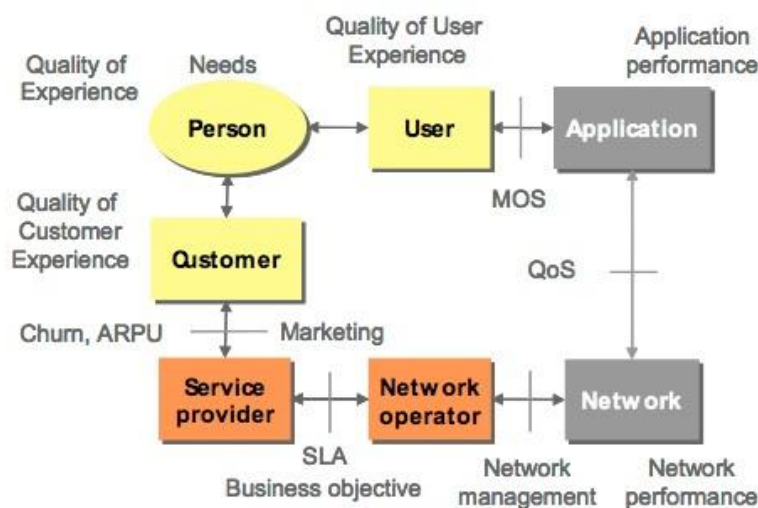 Quality of User
Experience
Application
performance
Quality of
Experience
Needs
Person
User
Application
MOS
Quality of
Customer
Experience
Customer
QoS
Churn, ARPU
Marketing
Service
provider
Network
operator
Network
SLA
Business objective
Network
management
Network
performance